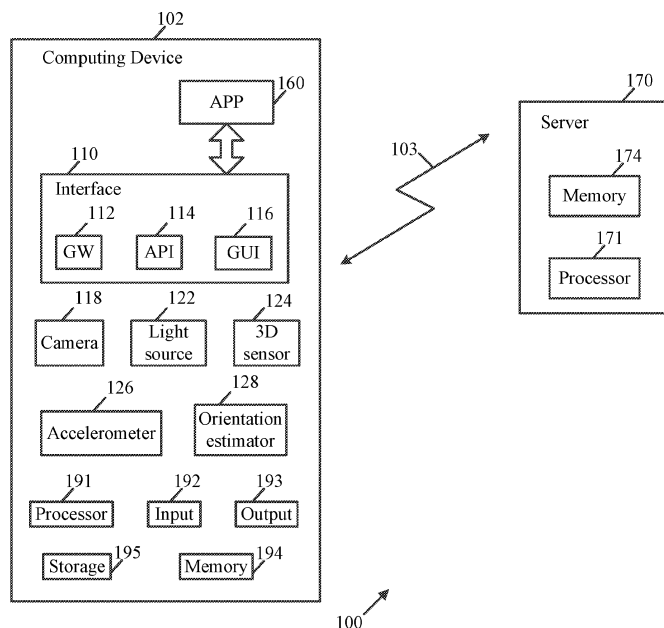 102
Computing Device
160
APP
110
103
Interface
112
114
116
GW
API
GUI
118
122
124
Camera
Light
source
3D
sensor
126
128
Accelerometer
Orientation
estimator
191
192
193
Processor
Input
Output
195
194
Storage
Memory
170
Server
174
Memory
171
Processor
100